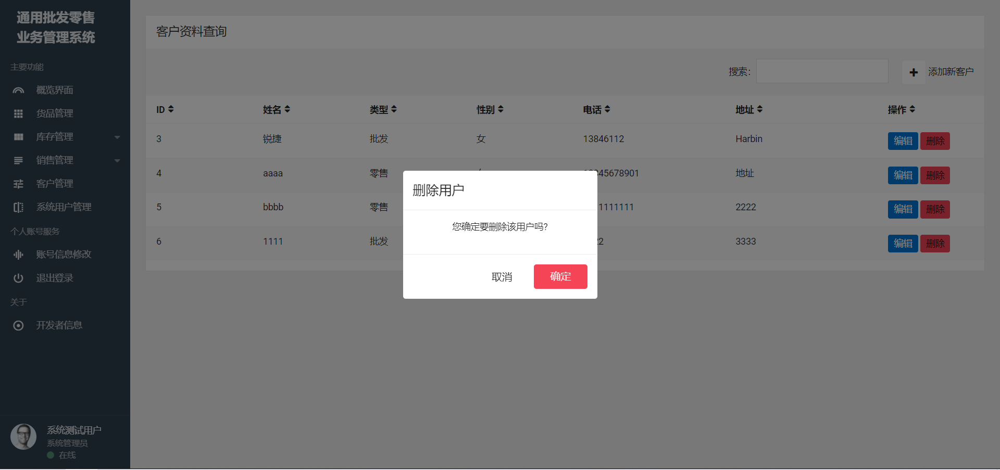 通用批发零售
业务管理系统
主要功能
概览界面
货品管理
库存管理
销售管理
客户管理
系统用户管理
个人账号服务
账号信息修改
退出登录
关于
开发者信息
系统测试用户
系统管理员
在线
客户资料查询
搜索:
添加新客户
ID 姓名 类型 性别 电话 地址 操作
3 锐捷 批发 女 13846112 Harbin 编辑 删除
4 aaaa 零售 45678901 地址 编辑 删除
5 bbbb 零售 1111111 2222 编辑 删除
6 1111 批发 2 3333 编辑 删除
删除用户
您确定要删除该用户吗?
取消 确定